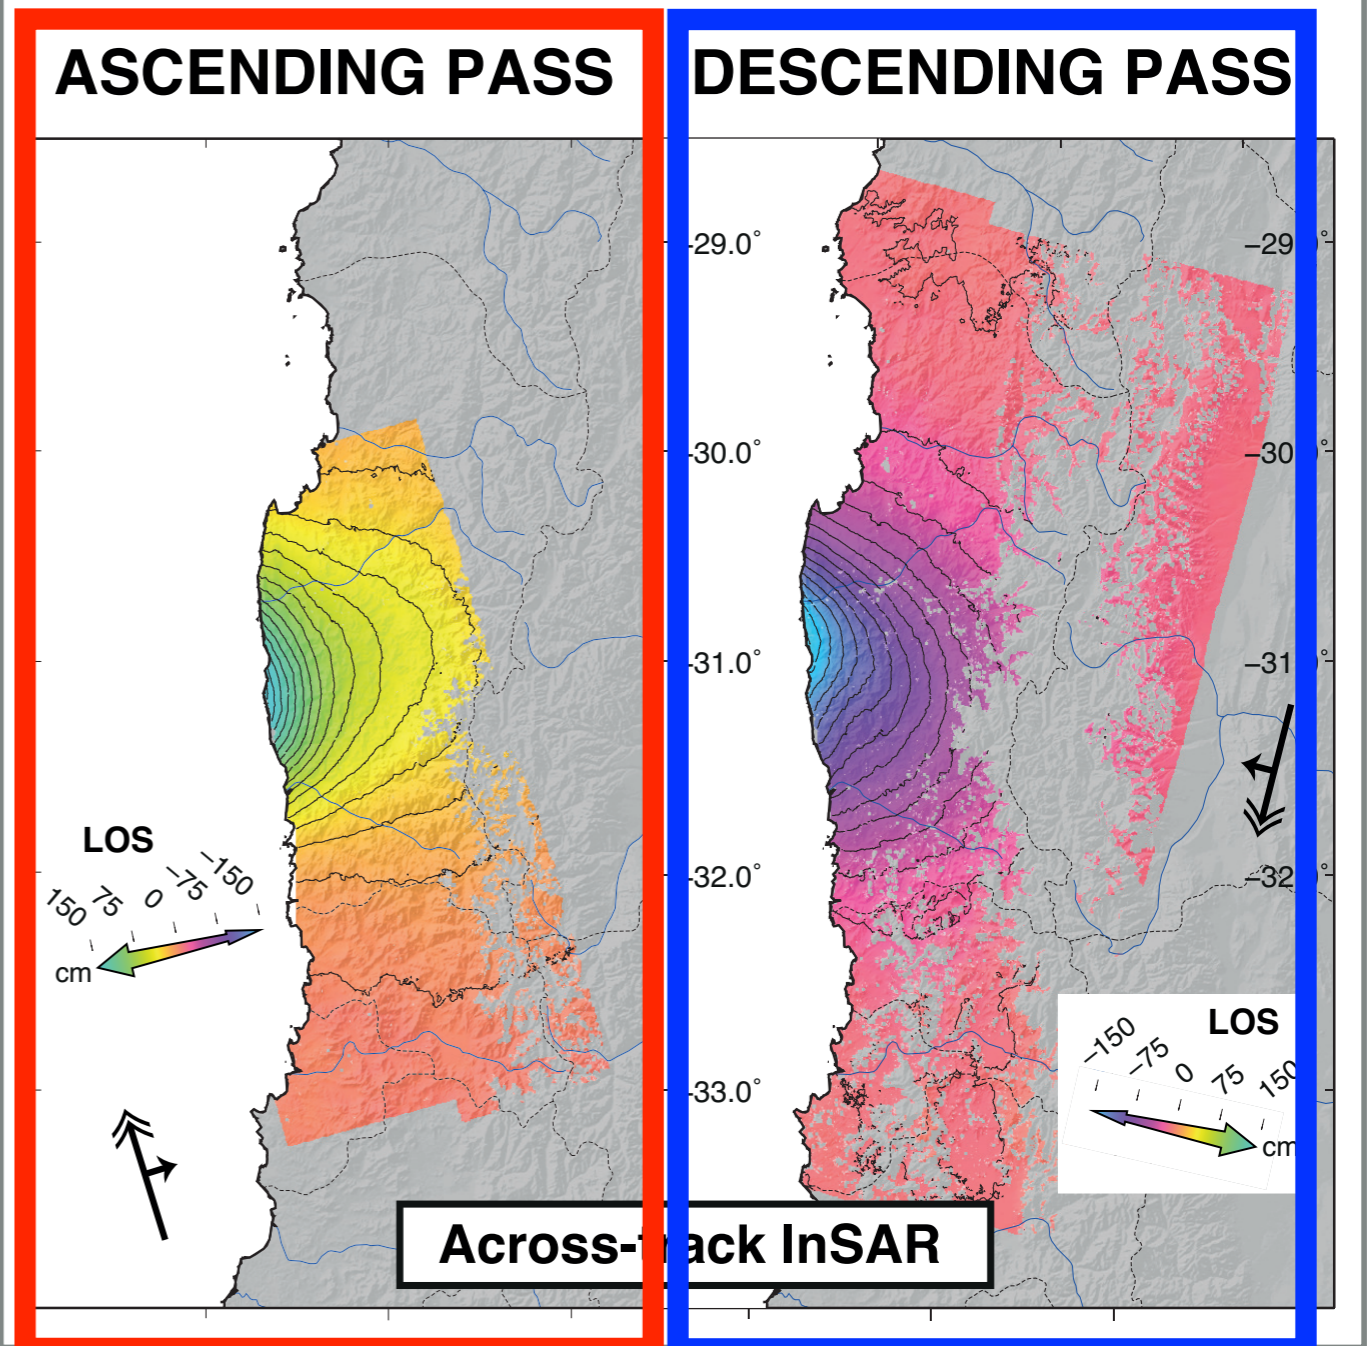 ASCENDING PASS
DESCENDING PASS
-29.0°
-30.0°
-31.0°
-32.0°
-33.0°
−29 °
−30 °
−31 °
−32 °
LOS
150 75 0 −75 −150
cm
LOS
−150 −75 0 75 150
cm
Across-track InSAR